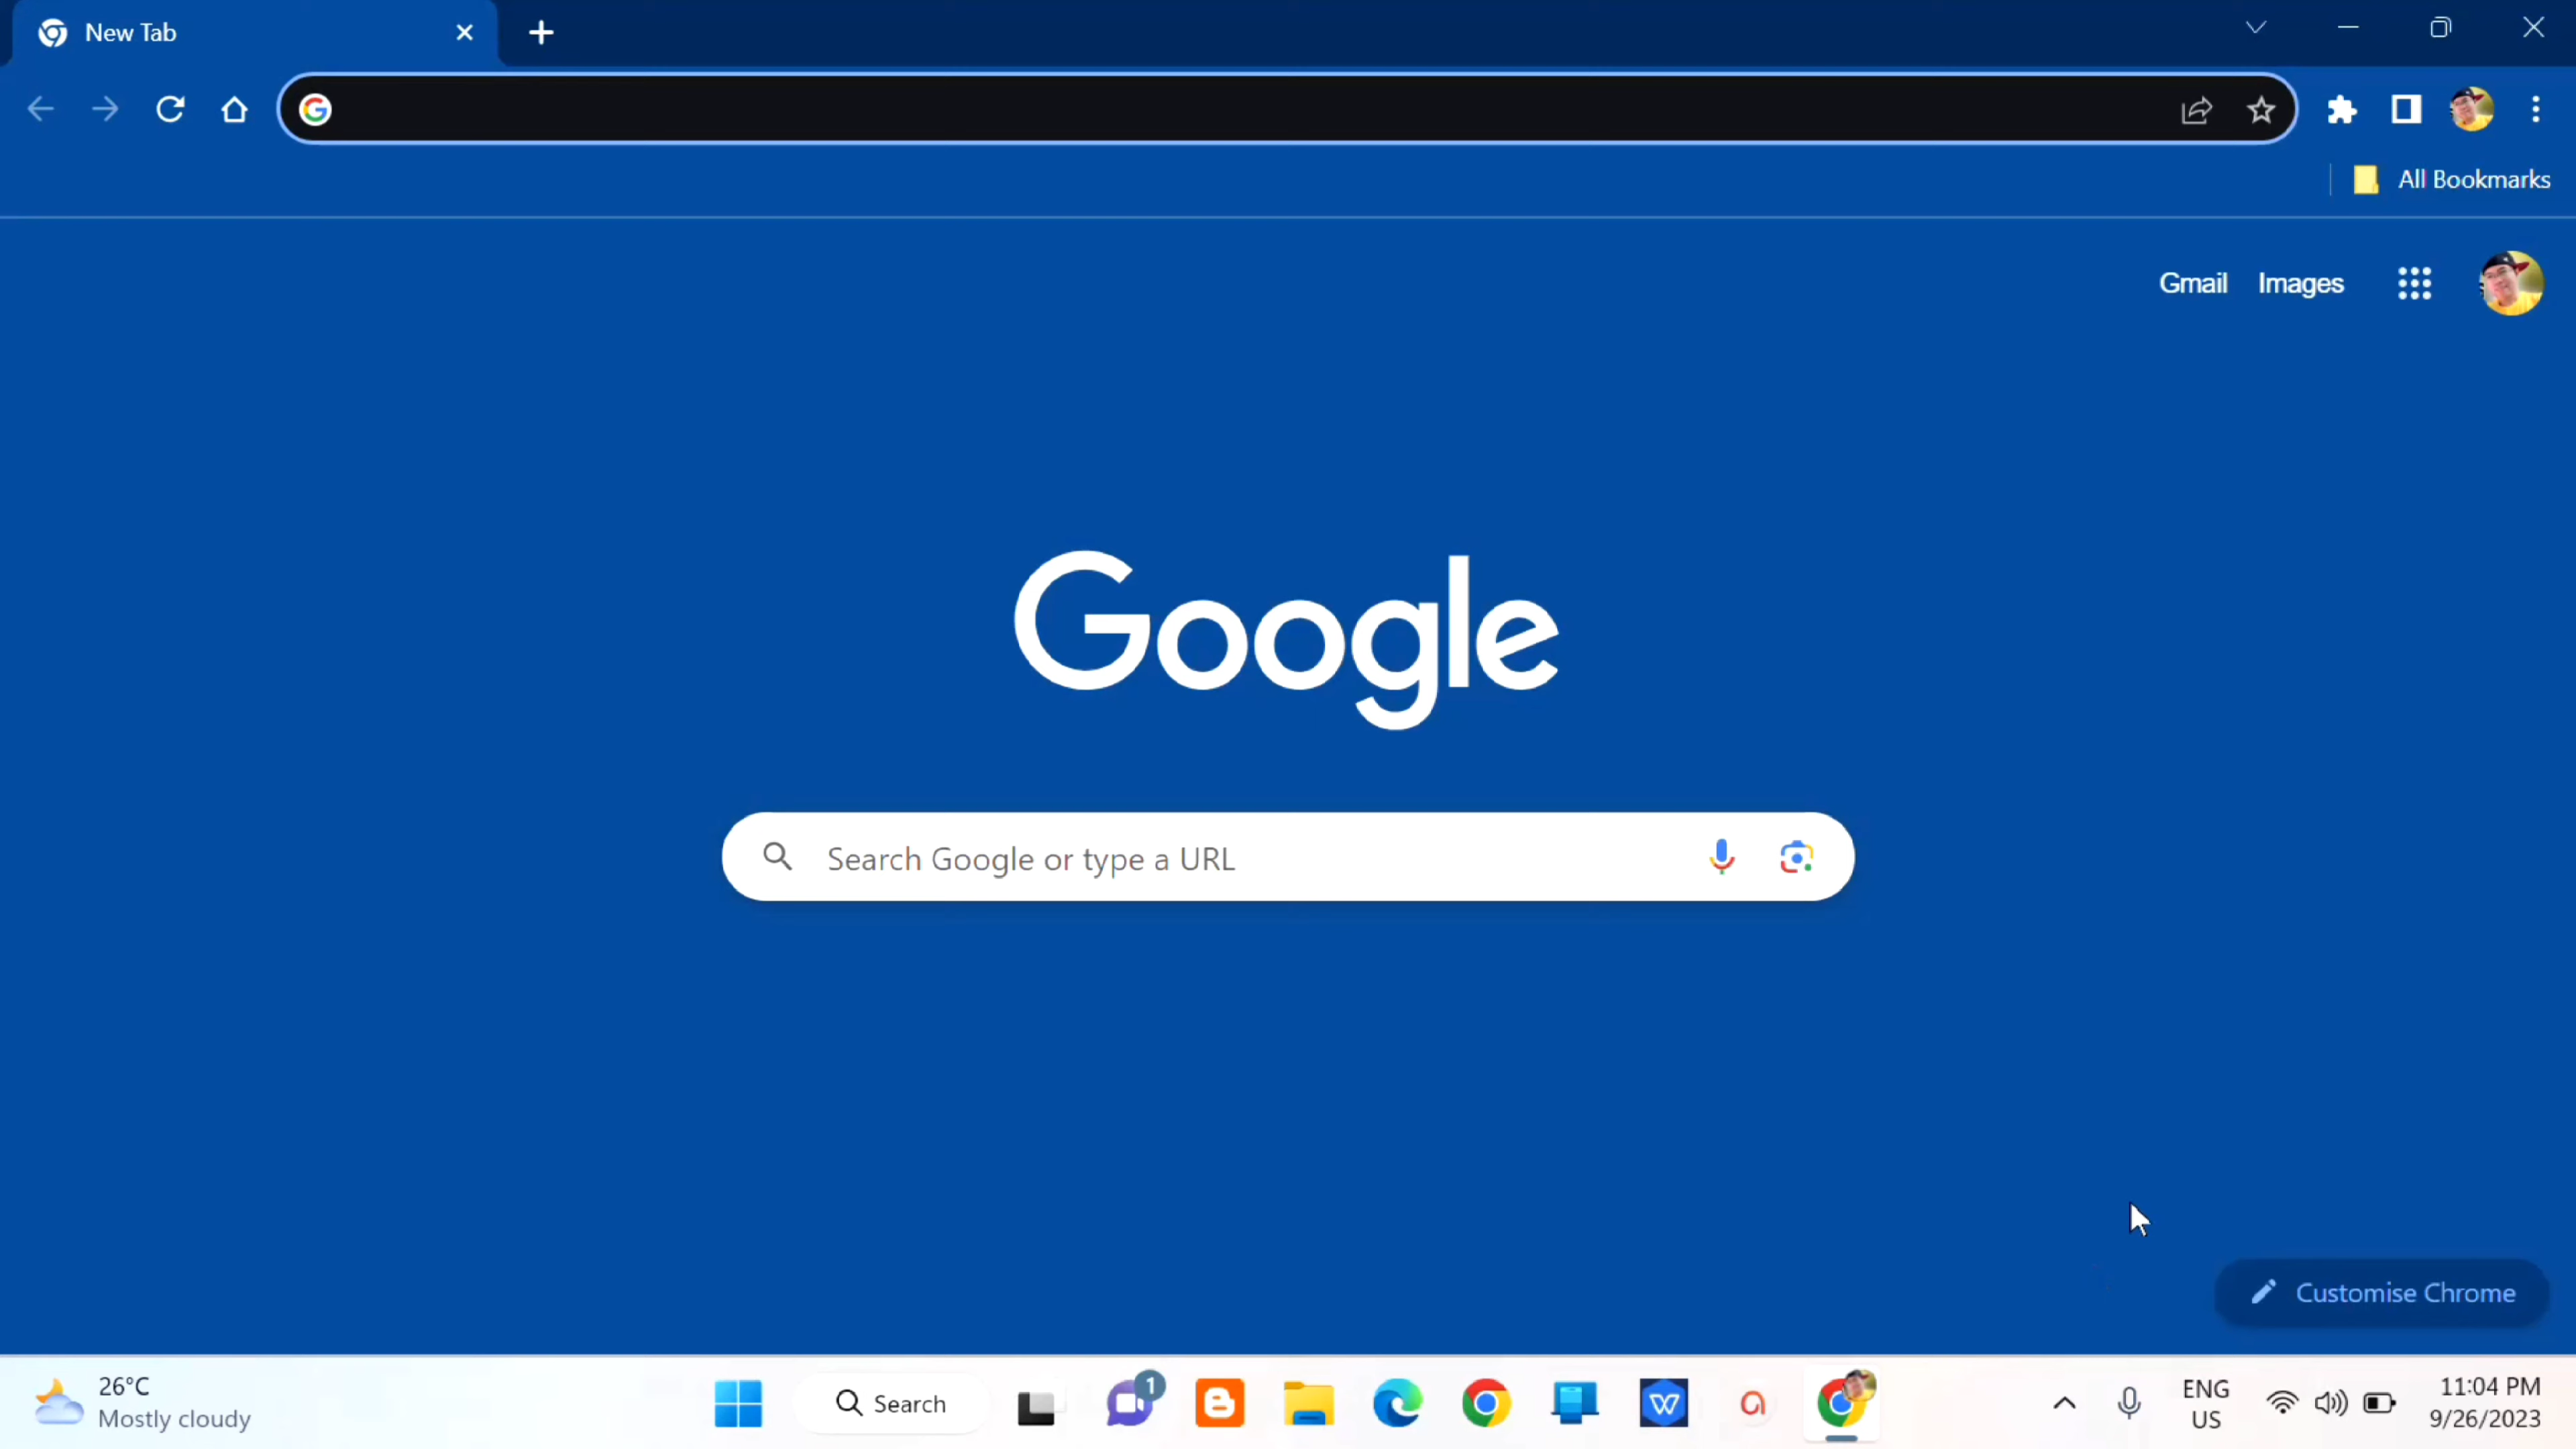 New Tab
All Bookmarks
Gmail Images
Google
Search Google or type a URL
Customise Chrome
26°C
Mostly cloudy
Search
1
ENG
US
11:04 PM
9/26/2023